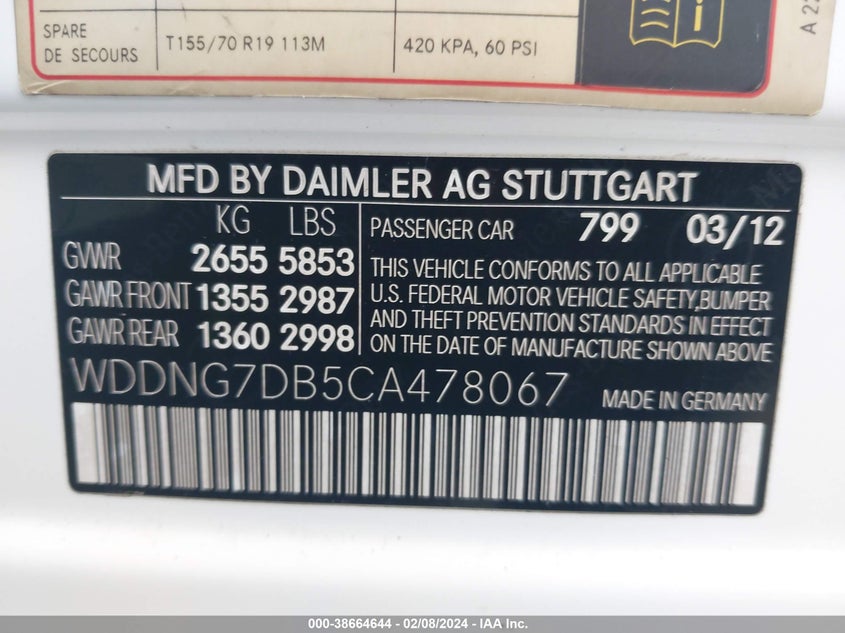 SPARE
DE SECOURS T155/70 R19 113M 420 KPA, 60 PSI
A 22
MFD BY DAIMLER AG STUTTGART
KG LBS
GVWR 2655 5853
GAWR FRONT 1355 2987
GAWR REAR 1360 2998
PASSENGER CAR 799 03/12
THIS VEHICLE CONFORMS TO ALL APPLICABLE
U.S. FEDERAL MOTOR VEHICLE SAFETY,BUMPER
AND THEFT PREVENTION STANDARDS IN EFFECT
ON THE DATE OF MANUFACTURE SHOWN ABOVE
WDDNG7DB5CA478067 MADE IN GERMANY
000-38664644 - 02/08/2024 - IAA Inc.